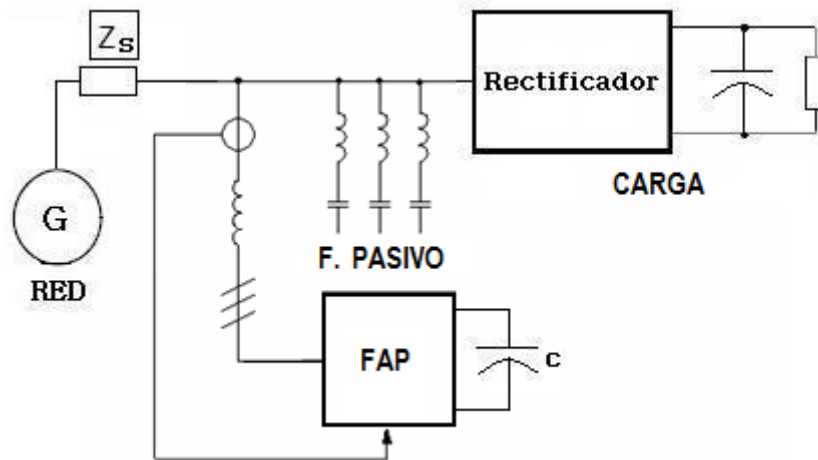 Zs
Rectificador
CARGA
G
RED
F. PASIVO
FAP
C